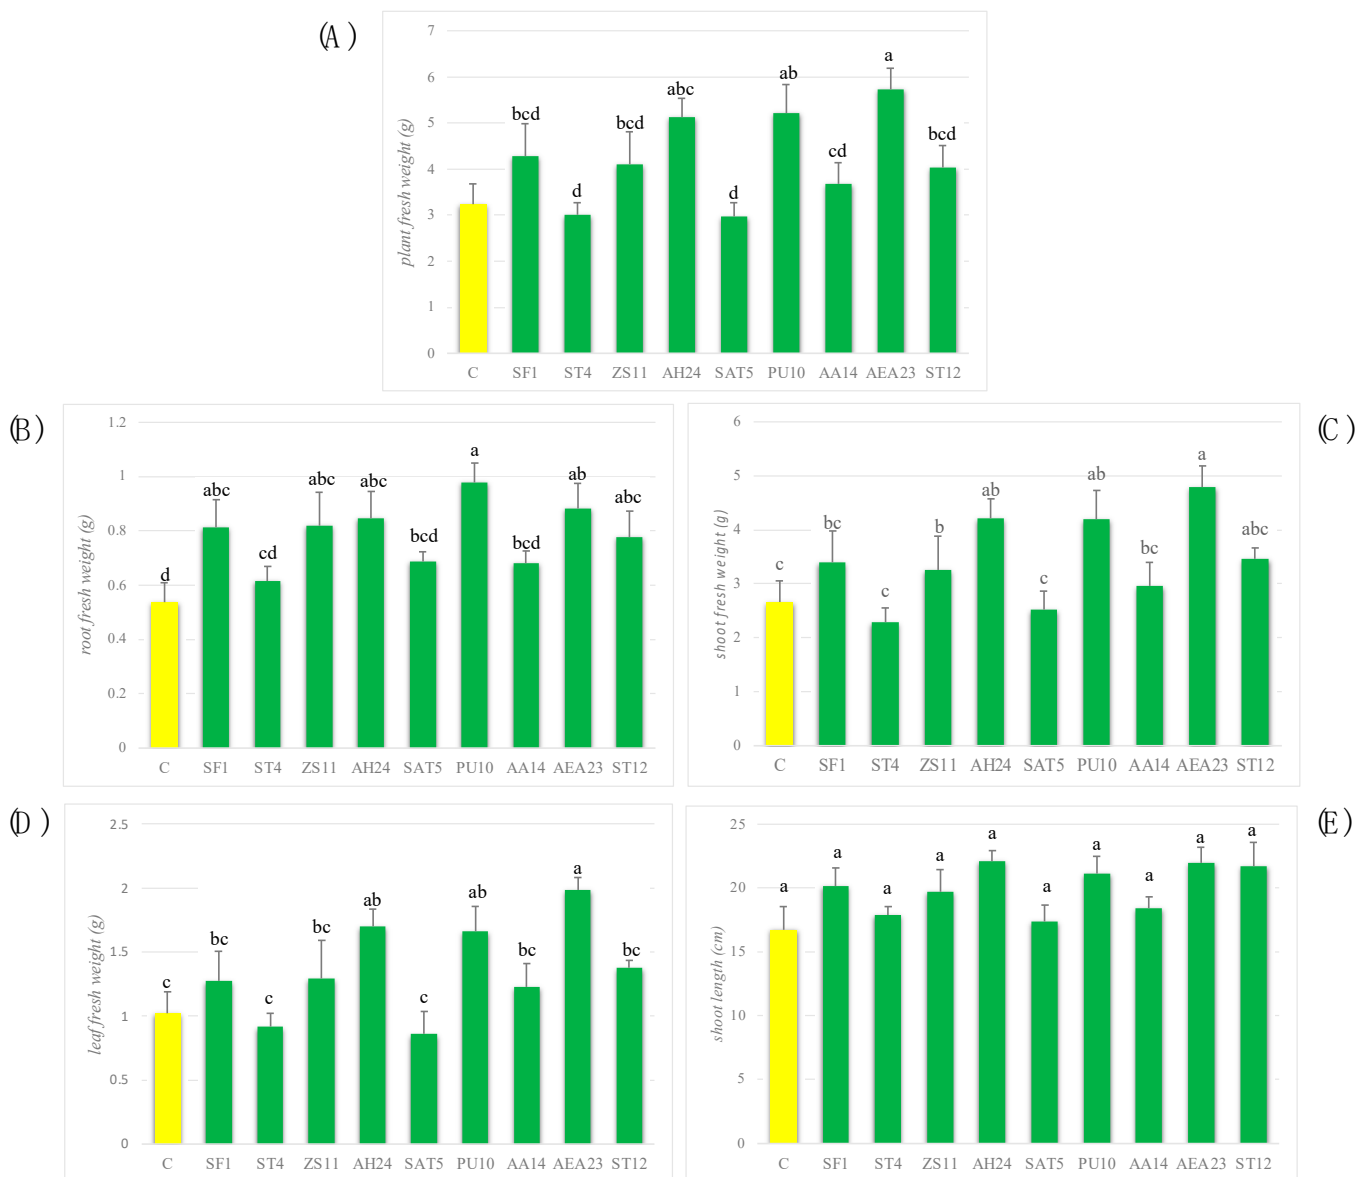 (A)
plant fresh weight (g)
7
6
5
4
3
2
1
0
bcd
d
bcd
abc
d
ab
cd
a
bcd
C SF1 ST4 ZS11 AH24 SAT5 PU10 AA14 AEA23 ST12
(B)
root fresh weight (g)
1.2
1
0.8
0.6
0.4
0.2
0
d
abc
cd
abc
abc
bcd
a
bcd
ab
abc
C SF1 ST4 ZS11 AH24 SAT5 PU10 AA14 AEA23 ST12
(C)
shoot fresh weight (g)
6
5
4
3
2
1
0
c
bc
c
b
ab
c
ab
bc
a
abc
C SF1 ST4 ZS11 AH24 SAT5 PU10 AA14 AEA23 ST12
(D)
leaf fresh weight (g)
2.5
2
1.5
1
0.5
0
c
bc
c
bc
ab
c
ab
bc
a
bc
C SF1 ST4 ZS11 AH24 SAT5 PU10 AA14 AEA23 ST12
(E)
shoot length (cm)
25
20
15
10
5
0
a
a
a
a
a
a
a
a
a
a
C SF1 ST4 ZS11 AH24 SAT5 PU10 AA14 AEA23 ST12